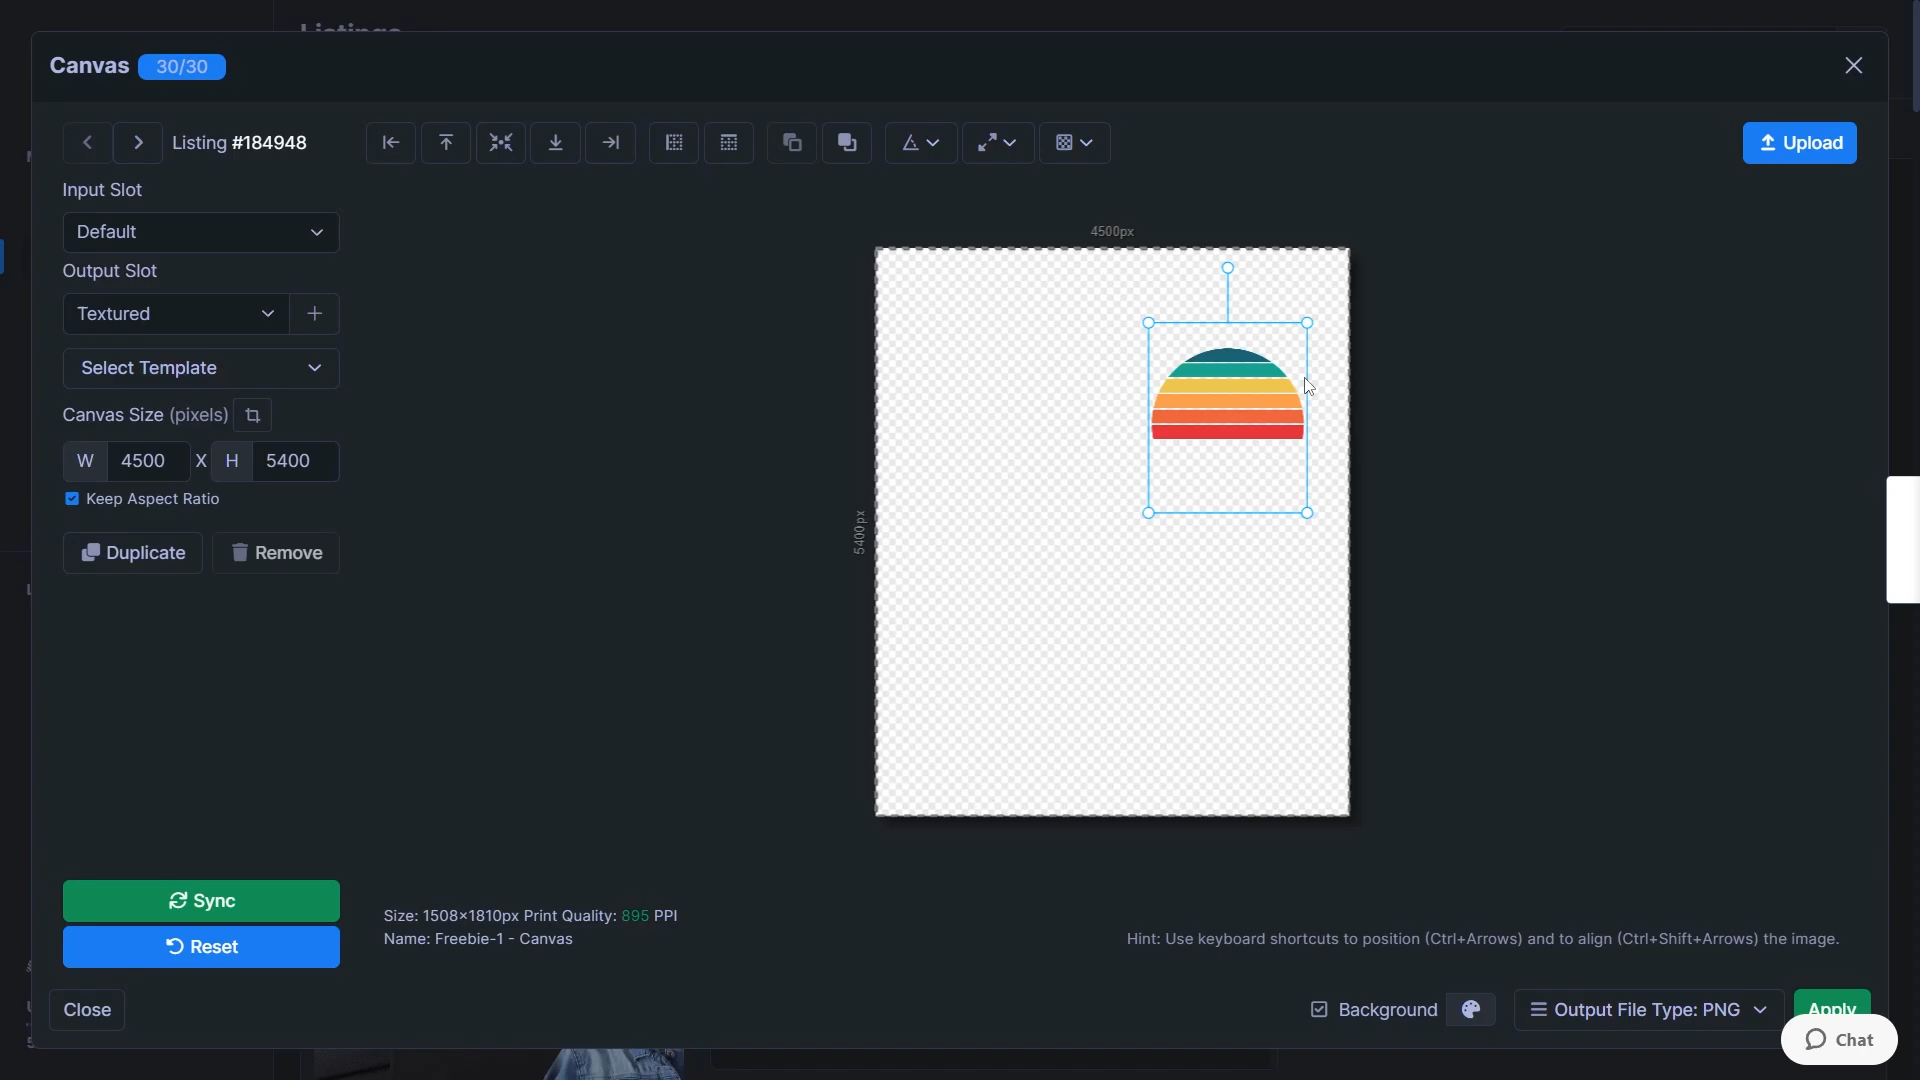 Listings
Canvas 30/30
Listing #184948
Upload
Input Slot
Default
Output Slot
Textured
Select Template
Canvas Size (pixels)
W 4500 X H 5400
Keep Aspect Ratio
Duplicate Remove
4500px
5400px
Sync
Reset
Size: 1508×1810px Print Quality: 895 PPI
Name: Freebie-1 - Canvas
Hint: Use keyboard shortcuts to position (Ctrl+Arrows) and to align (Ctrl+Shift+Arrows) the image.
Close
Background
Output File Type: PNG
Apply
Chat